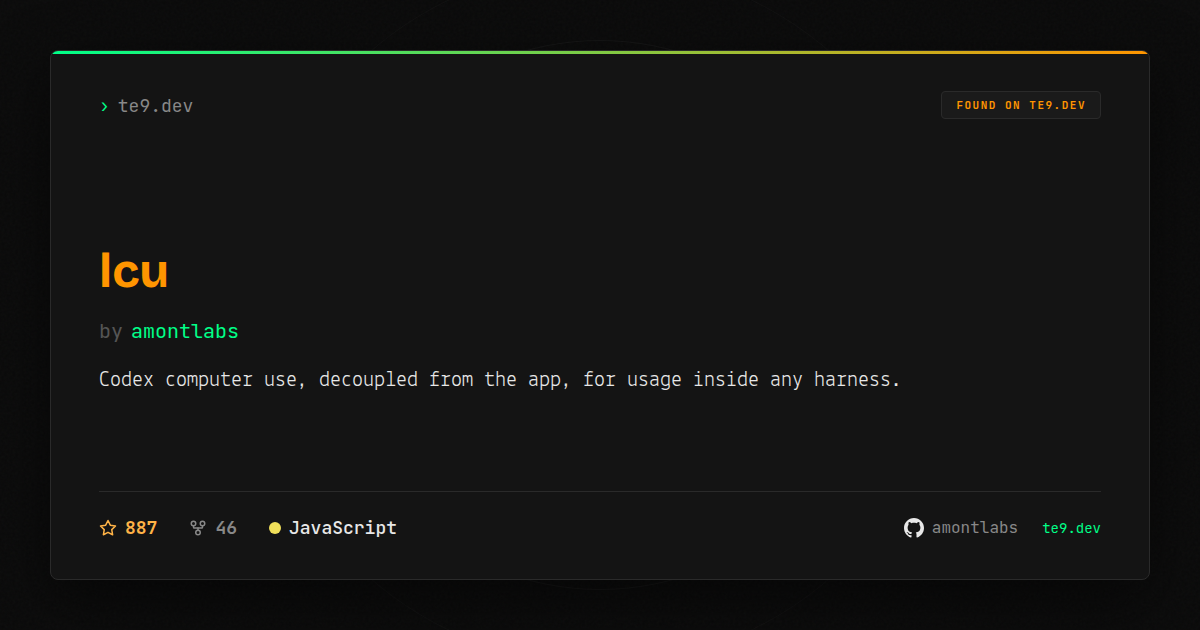 › te9.dev
FOUND ON TE9.DEV
lcu
by amontlabs
Codex computer use, decoupled from the app, for usage inside any harness.
887 46 JavaScript
amontlabs te9.dev